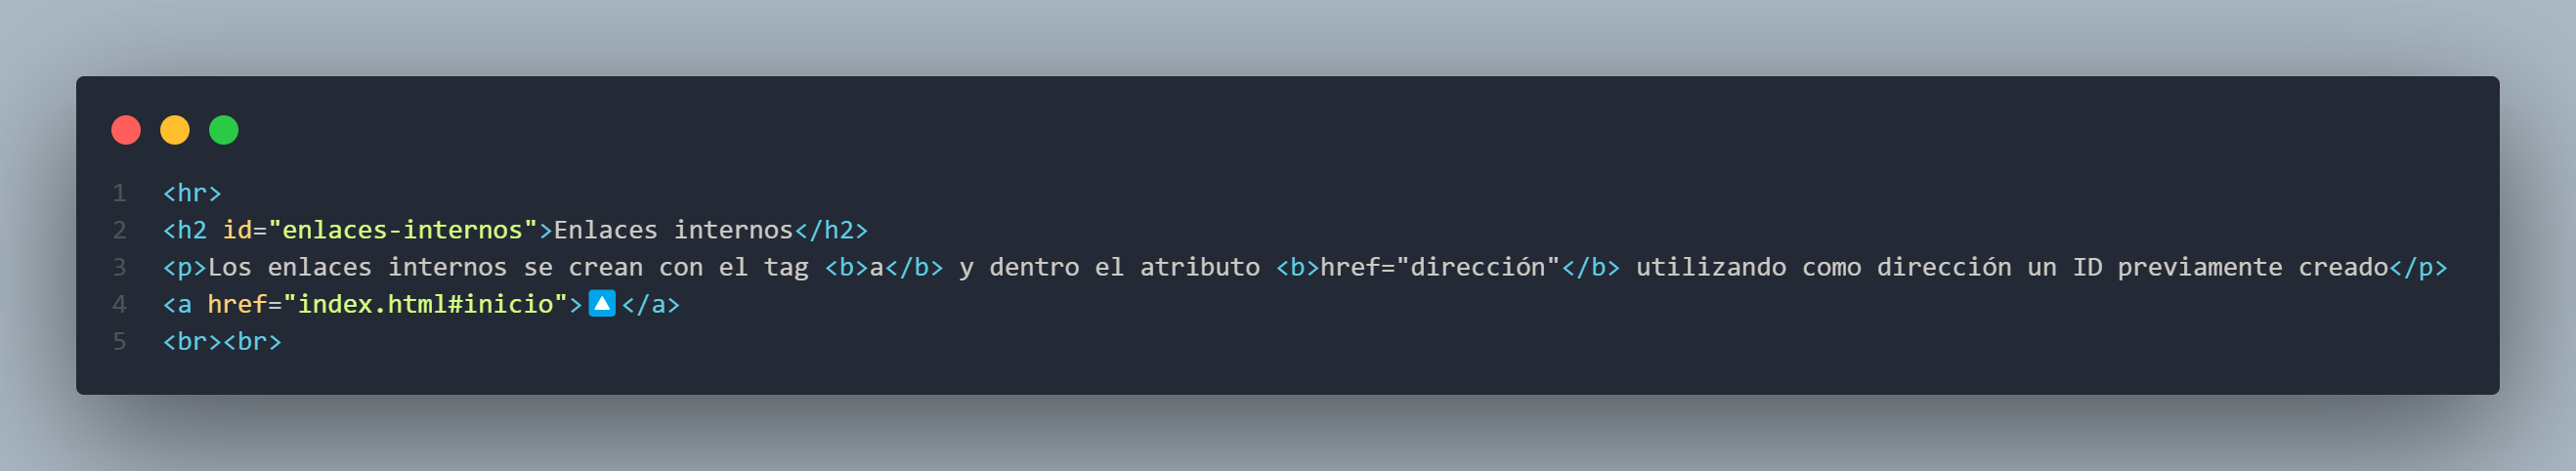 1 <hr>
2 <h2 id="enlaces-internos">Enlaces internos</h2>
3 <p>Los enlaces internos se crean con el tag <b>a</b> y dentro el atributo <b>href="dirección"</b> utilizando como dirección un ID previamente creado</p>
4 <a href="index.html#inicio">🔼</a>
5 <br><br>